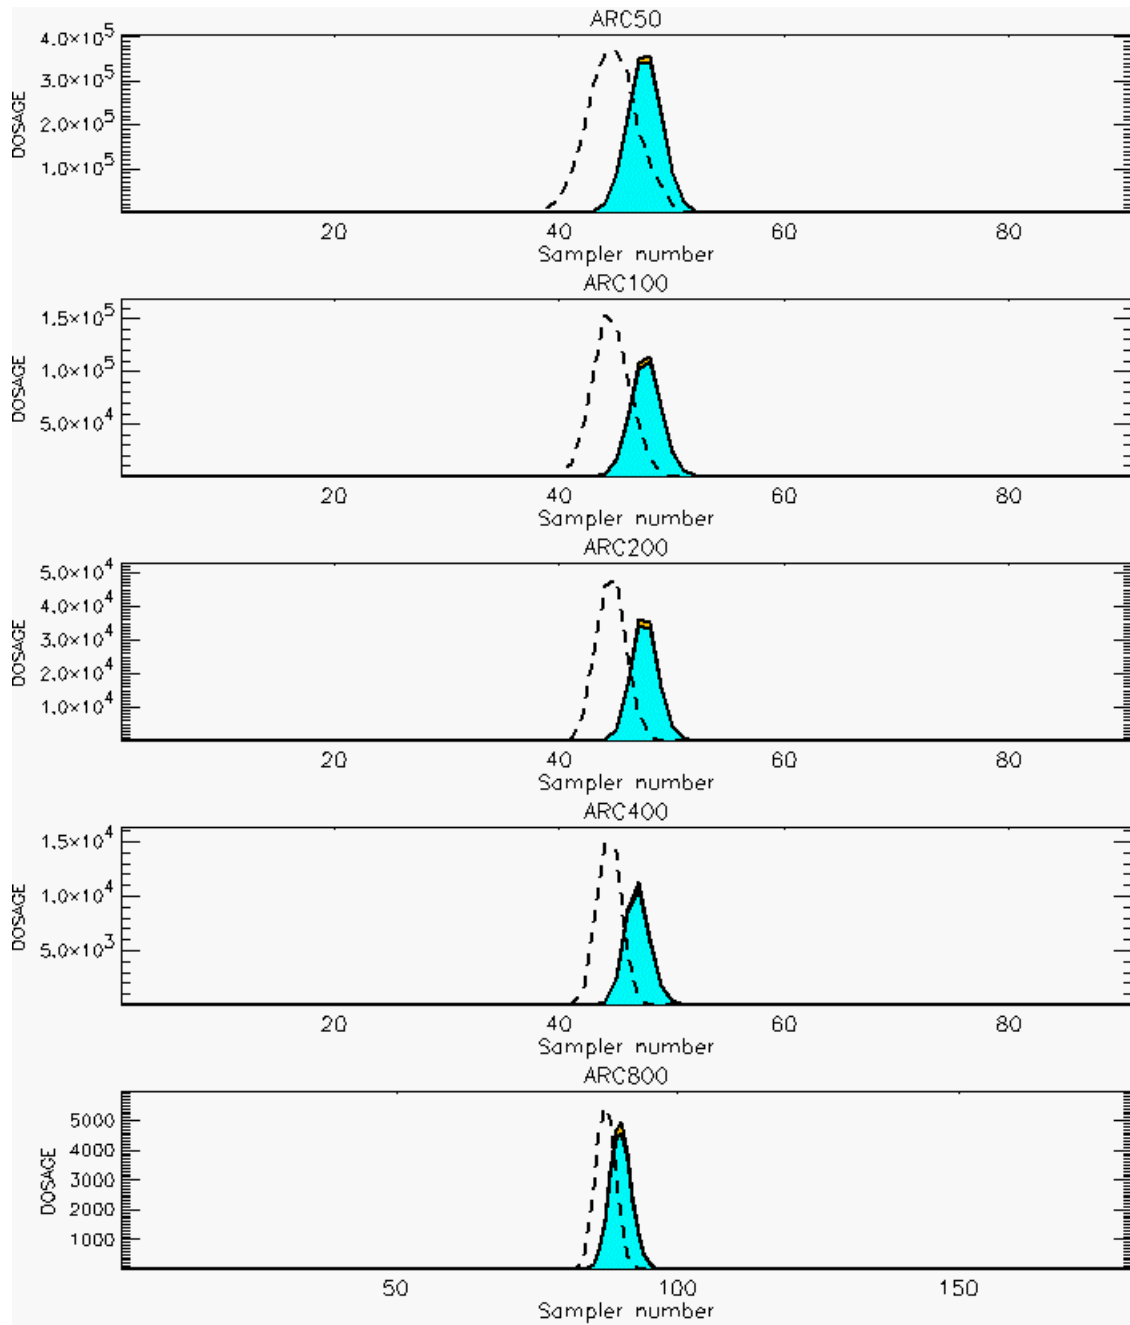 ARC50
4.0×10⁵
3.0×10⁵
2.0×10⁵
1.0×10⁵
DOSAGE
20 40 60 80
Sampler number
ARC100
1.5×10⁵
1.0×10⁵
5.0×10⁴
DOSAGE
20 40 60 80
Sampler number
ARC200
5.0×10⁴
4.0×10⁴
3.0×10⁴
2.0×10⁴
1.0×10⁴
DOSAGE
20 40 60 80
Sampler number
ARC400
1.5×10⁴
1.0×10⁴
5.0×10³
DOSAGE
20 40 60 80
Sampler number
ARC800
5000
4000
3000
2000
1000
DOSAGE
50 100 150
Sampler number